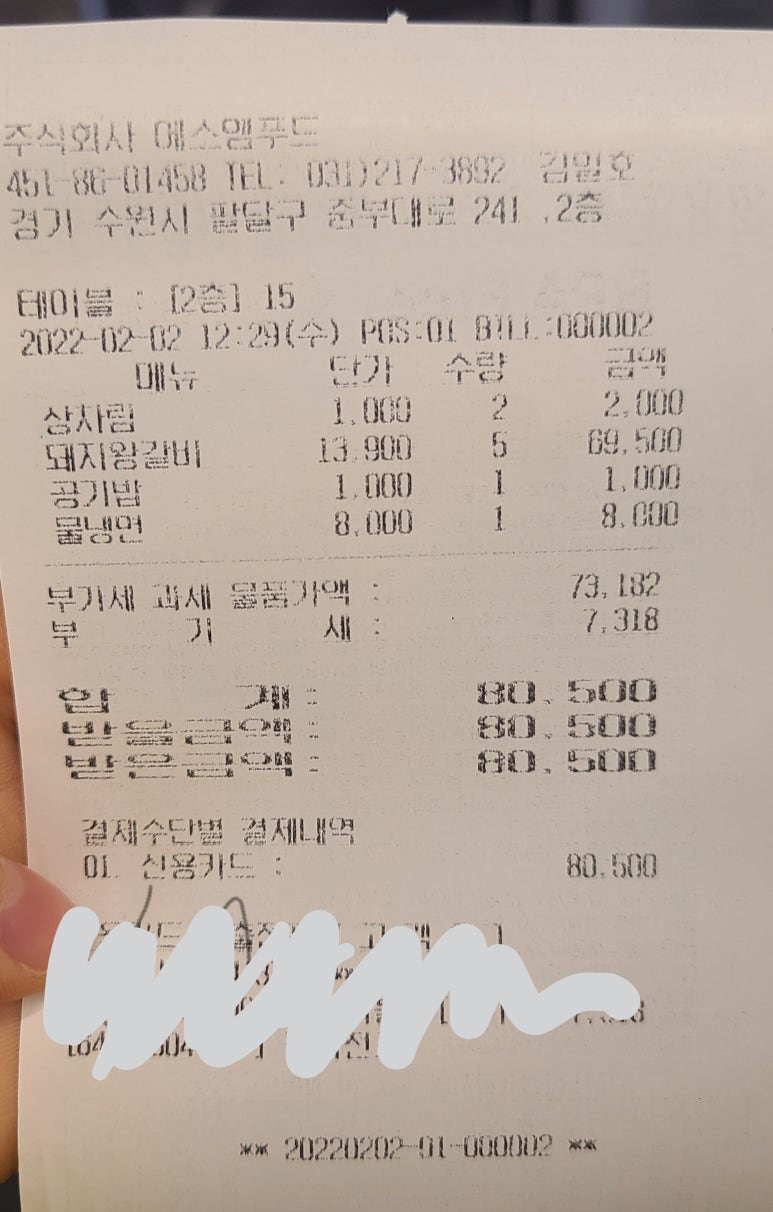 주식회사 에스엠푸드
451-86-01458 TEL: 031)217-3892 김일호
경기 수원시 팔달구 중부대로 241 ,2층
테이블 : [2층] 15
2022-02-02 12:29(수) POS:01 BILL:000002
메뉴 단가 수량 금액
상차림 1,000 2 2,000
돼지왕갈비 13,900 5 69,500
공기밥 1,000 1 1,000
물냉면 8,000 1 8,000
부가세 과세 물품가액 : 73,182
부 가 세 : 7,318
합 계 : 80,500
받을금액 : 80,500
받은금액 : 80,500
결제수단별 결제내역
01. 신용카드 : 80,500
** 20220202-01-000002 **